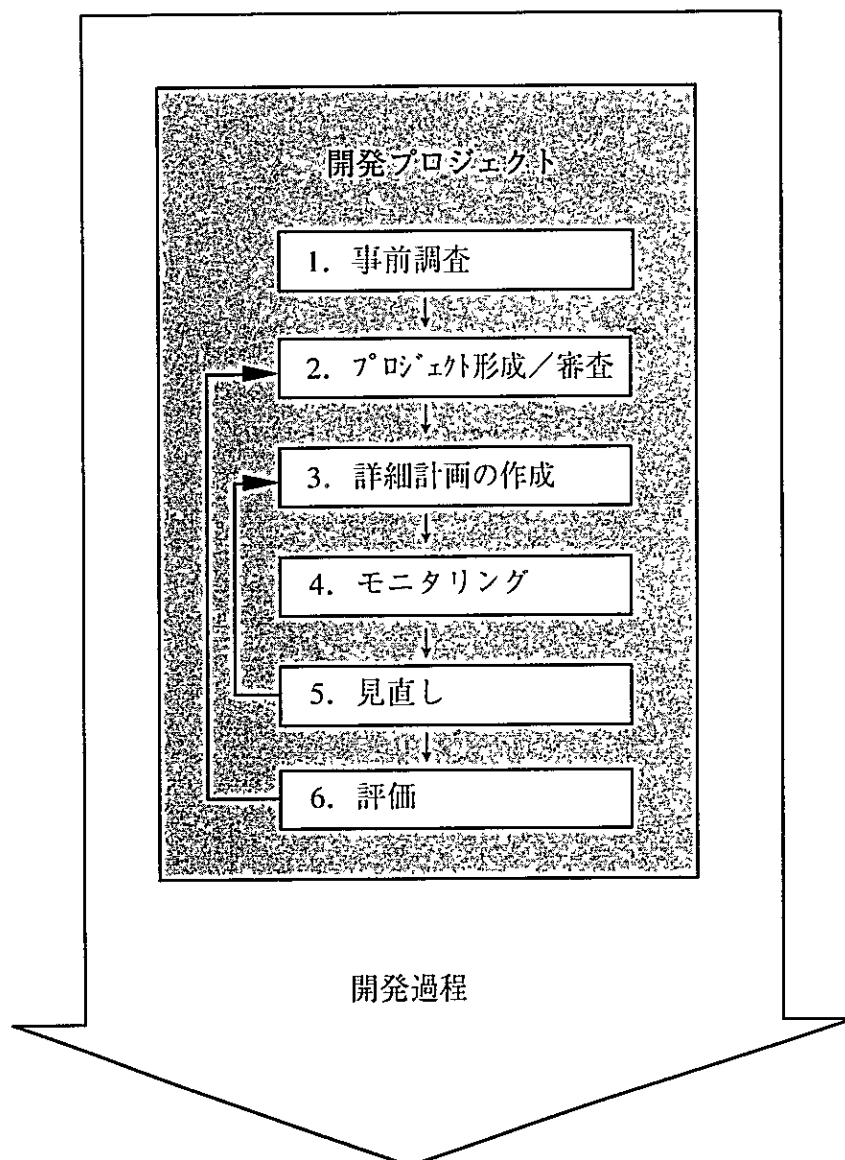 開発プロジェクト
1. 事前調査
2. プロジェクト形成／審査
3. 詳細計画の作成
4. モニタリング
5. 見直し
6. 評価
開発過程